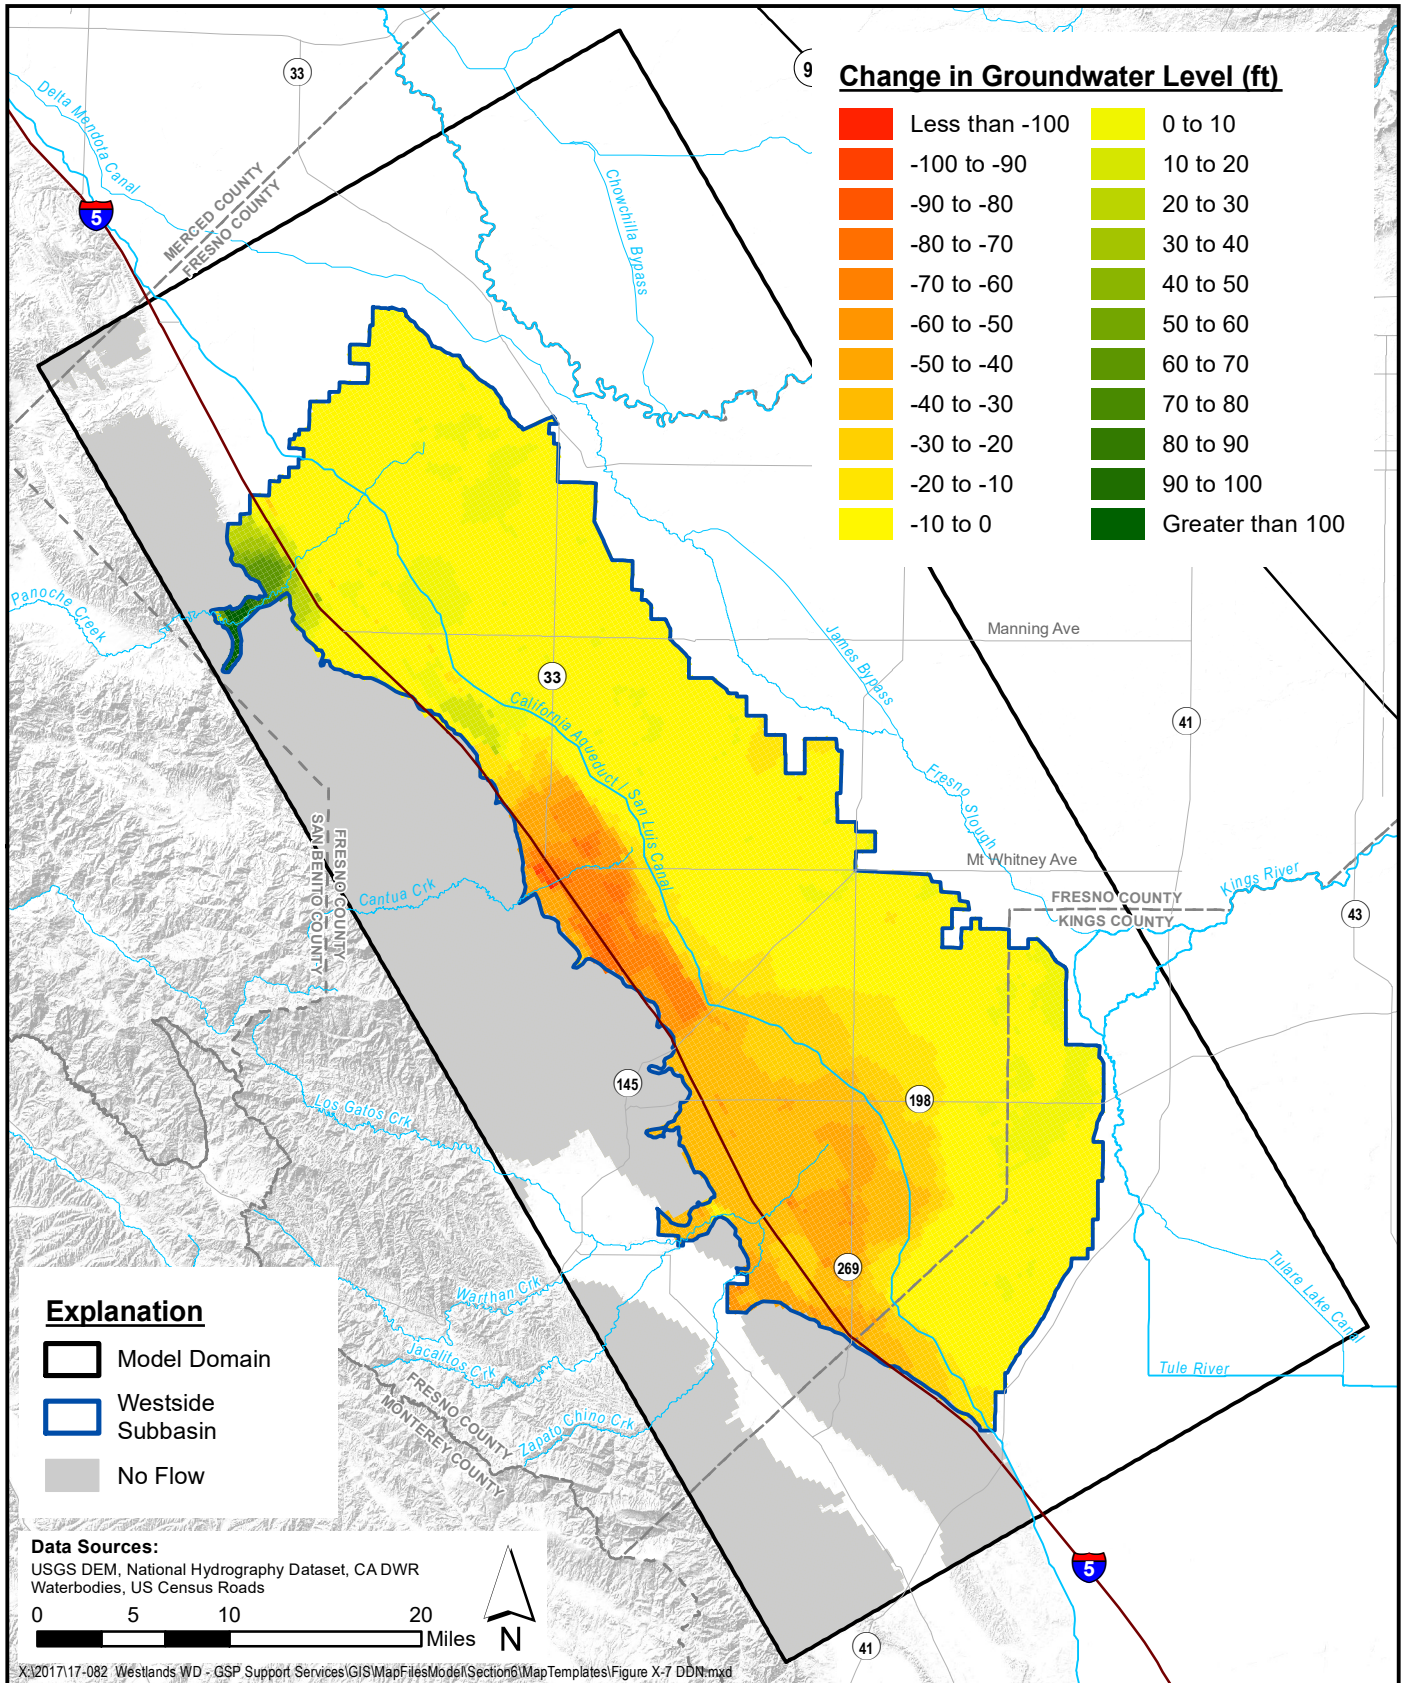 33
9
Change in Groundwater Level (ft)
Less than -100
-100 to -90
-90 to -80
-80 to -70
-70 to -60
-60 to -50
-50 to -40
-40 to -30
-30 to -20
-20 to -10
-10 to 0
0 to 10
10 to 20
20 to 30
30 to 40
40 to 50
50 to 60
60 to 70
70 to 80
80 to 90
90 to 100
Greater than 100
Delta Mendota Canal
5
MERCED COUNTY
FRESNO COUNTY
Chowchilla Bypass
Panoche Creek
James Bypass
Manning Ave
33
California Aqueduct / San Luis Canal
41
Fresno Slough
SAN BENITO COUNTY
FRESNO COUNTY
Mt Whitney Ave
Cantua Crk
Kings River
FRESNO COUNTY
KINGS COUNTY
43
145
198
Los Gatos Crk
269
Tulare Lake Canal
Warthan Crk
Jacalitos Crk
Tule River
FRESNO COUNTY
MONTEREY COUNTY
Zapato Chino Crk
Explanation
Model Domain
Westside
Subbasin
No Flow
Data Sources:
USGS DEM, National Hydrography Dataset, CA DWR
Waterbodies, US Census Roads
0 5 10 20
Miles
N
5
41
X:\2017\17-082 Westlands WD - GSP Support Services\GIS\MapFilesModel\Section6\MapTemplates\Figure X-7 DDN.mxd